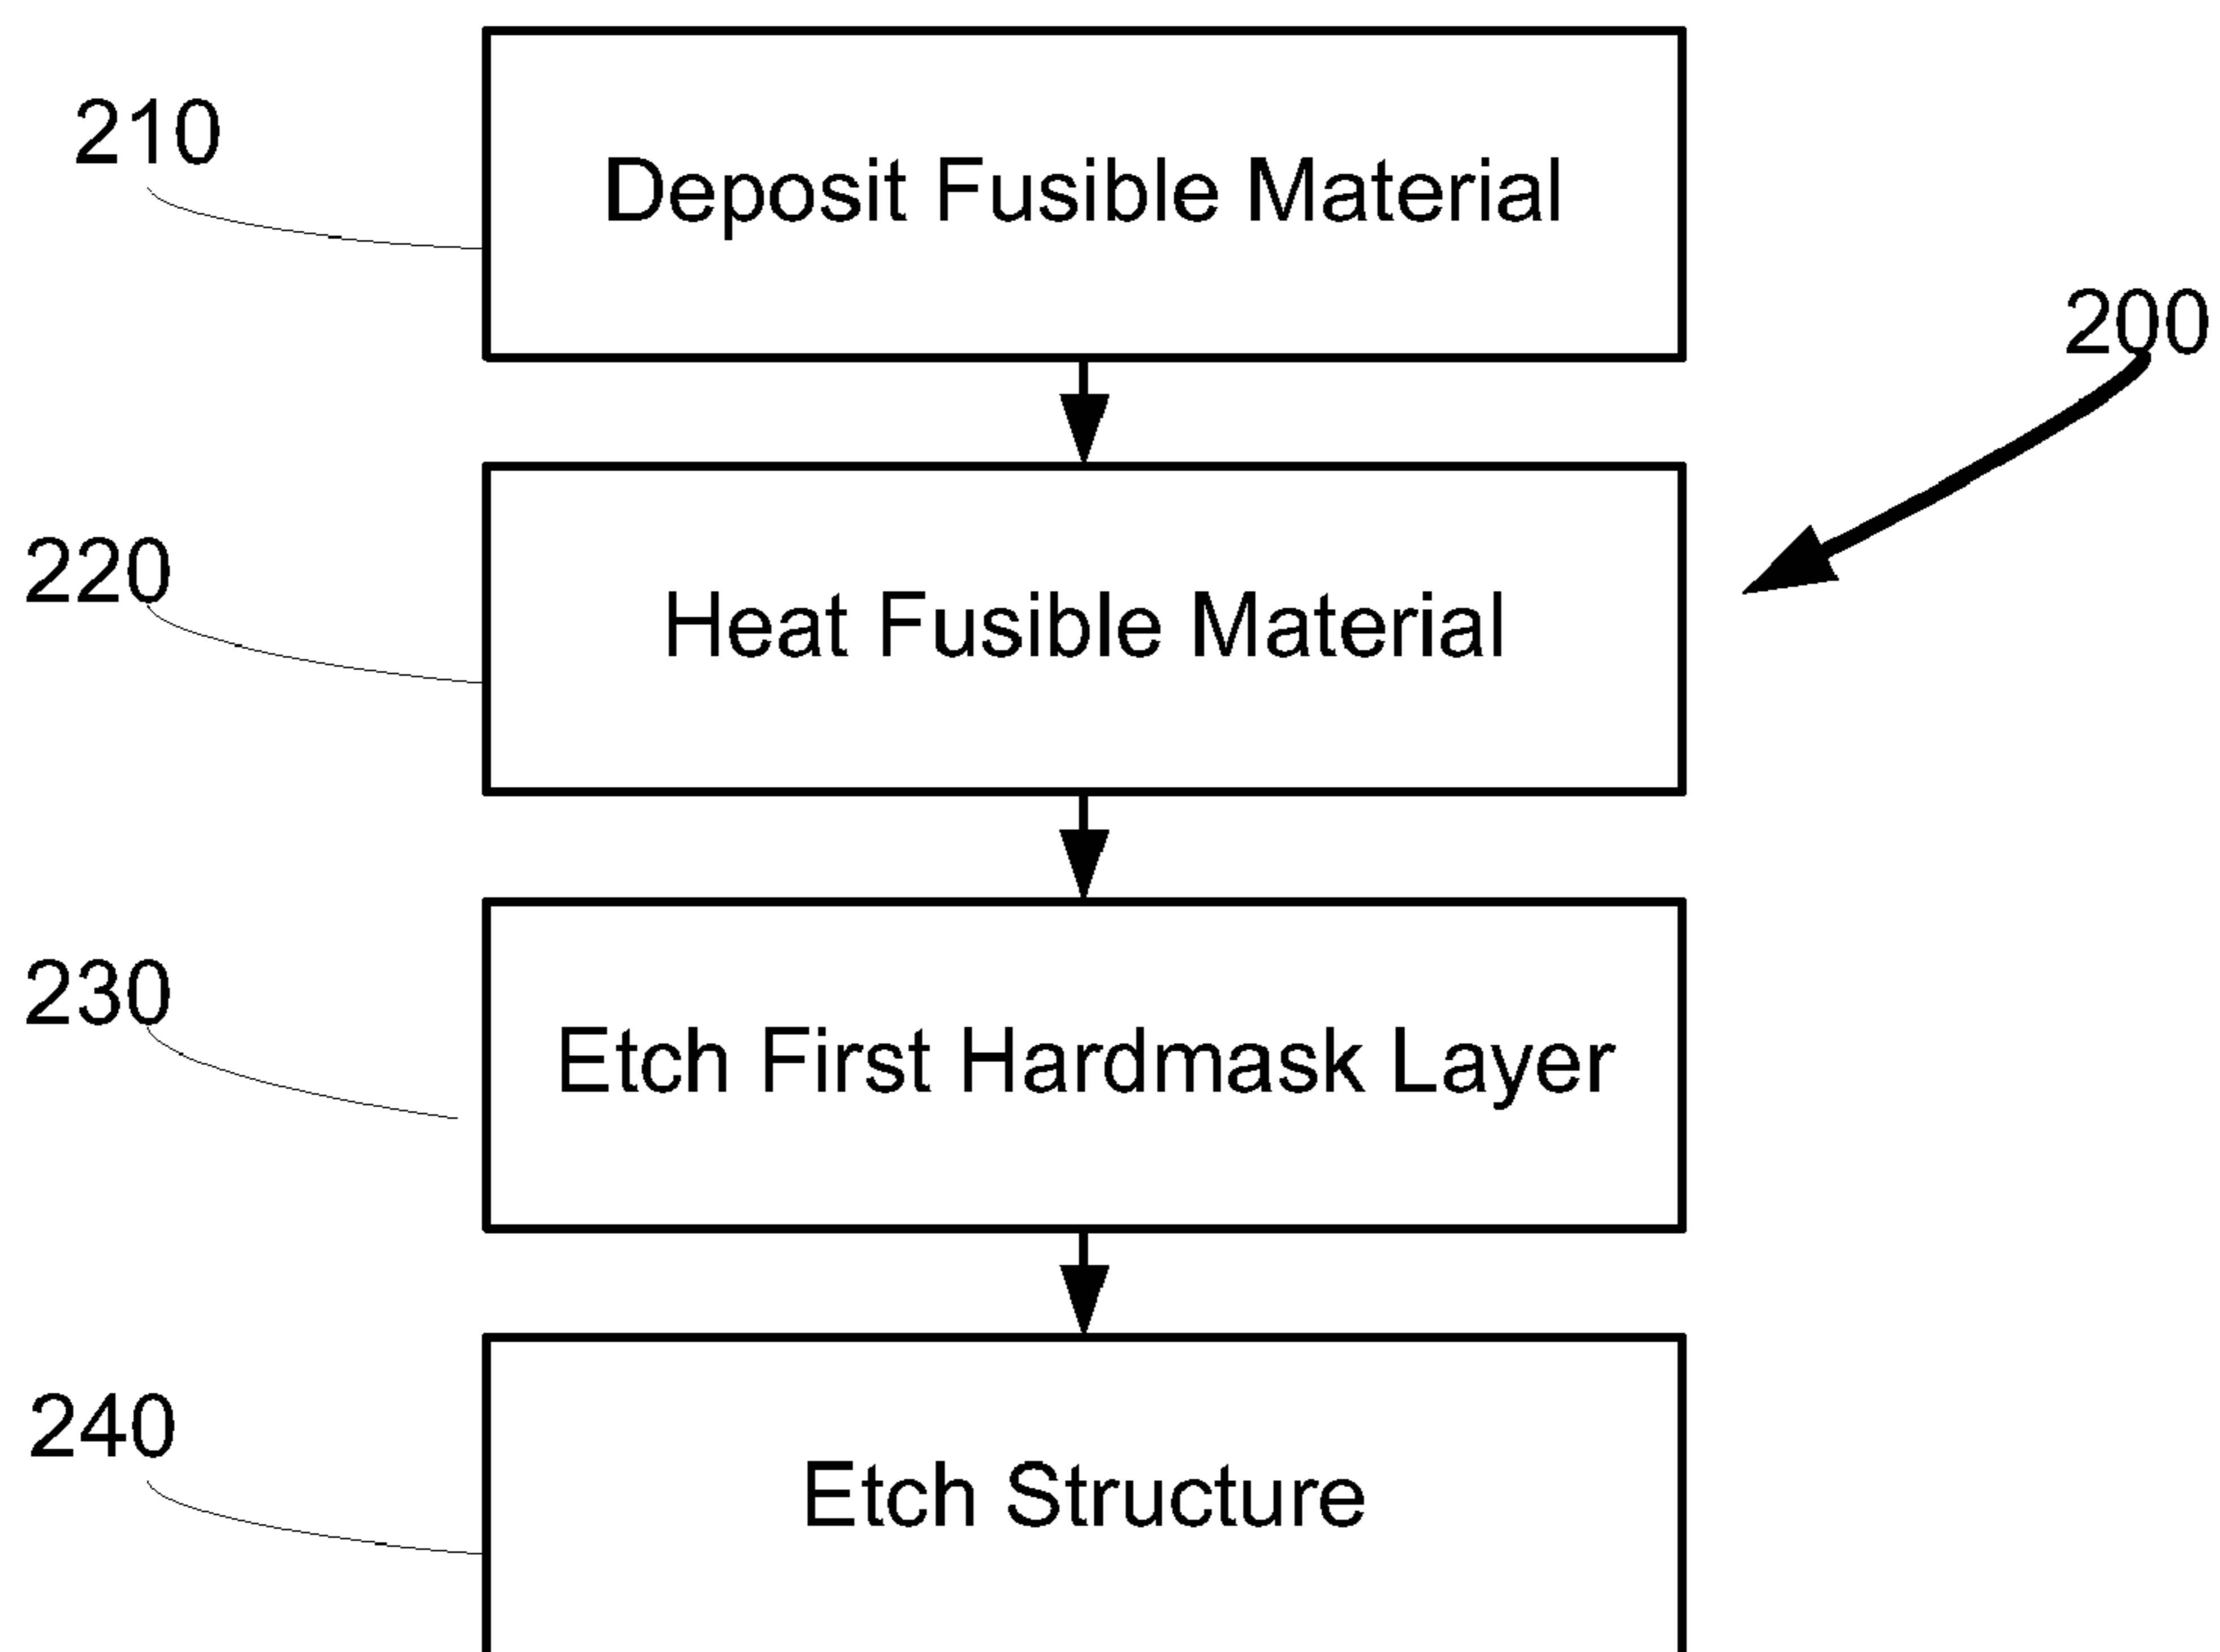 210
Deposit Fusible Material
200
220
Heat Fusible Material
230
Etch First Hardmask Layer
240
Etch Structure